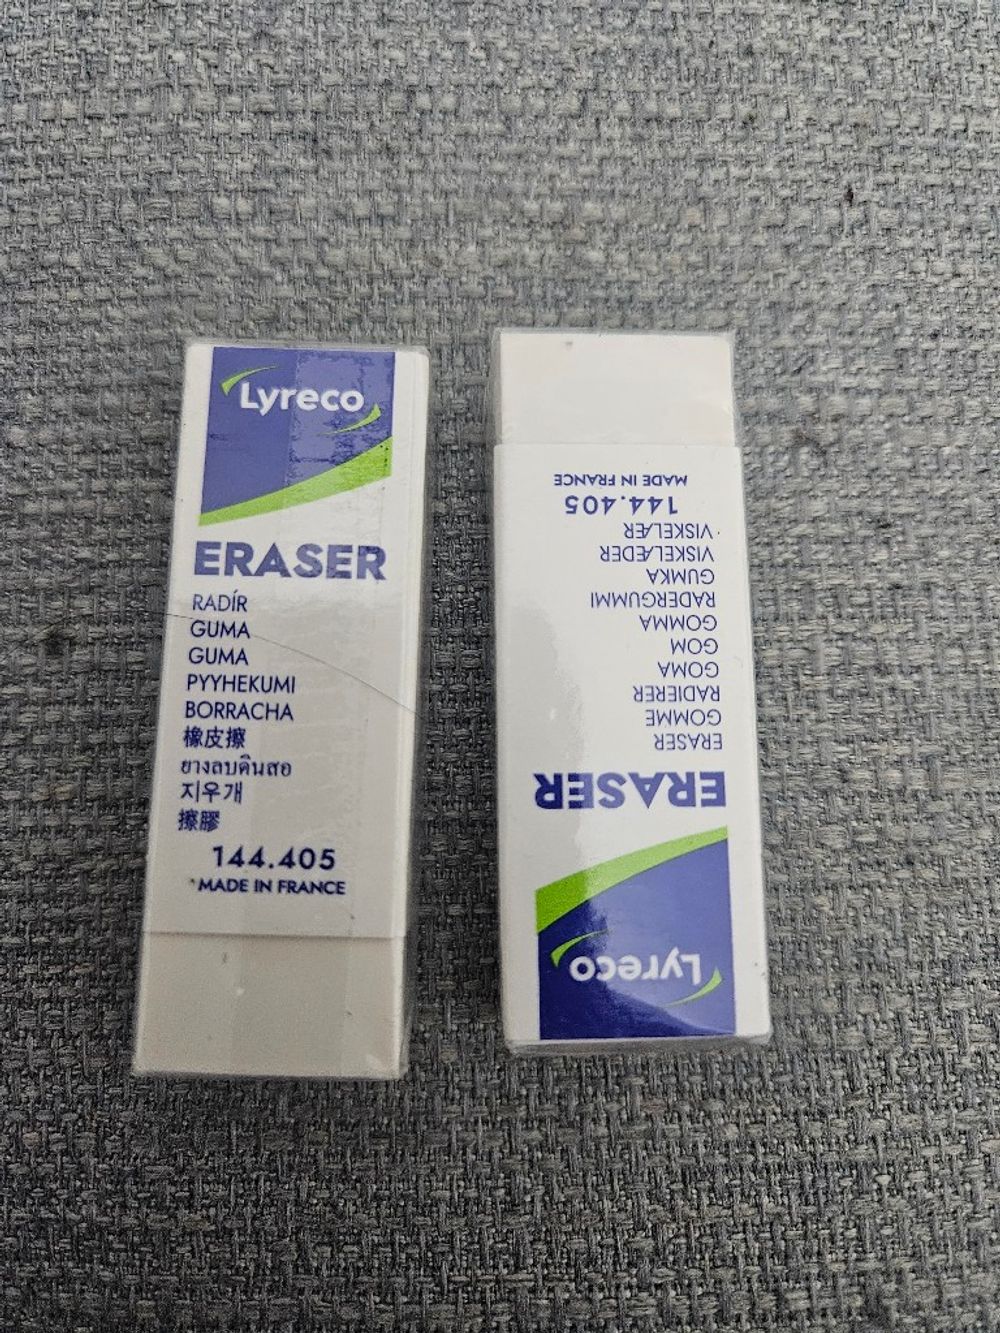 Lyreco
ERASER
RADÍR
GUMA
GUMA
PYYHEKUMI
BORRACHA
橡皮擦
ยางลบดินสอ
지우개
擦膠
144.405
MADE IN FRANCE
Lyreco
ERASER
ERASER
GOMME
RADIERER
GOMA
GOM
GOMMA
RADERGUMMI
GUMKA
VISKELÆDER
VISKELÆR
144.405
MADE IN FRANCE